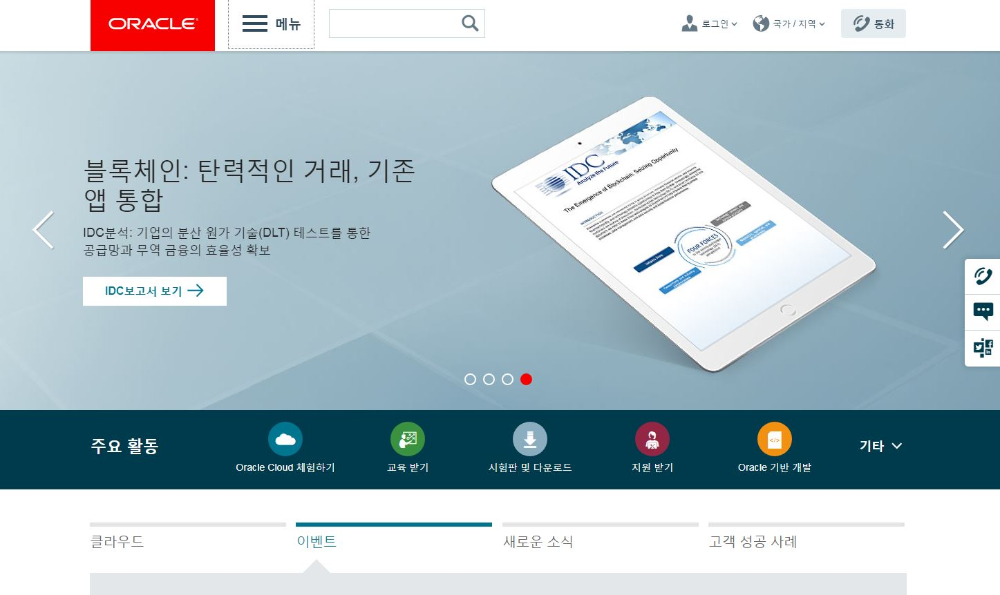 ORACLE
메뉴
로그인
국가 / 지역
통화
블록체인: 탄력적인 거래, 기존
앱 통합
IDC분석: 기업의 분산 원가 기술(DLT) 테스트를 통한
공급망과 무역 금융의 효율성 확보
IDC보고서 보기
IDC
Analyze the Future
The Emergence of Blockchain: Seizing Opportunity
INTRODUCTION
FOUR FORCES
주요 활동
Oracle Cloud 체험하기
교육 받기
시험판 및 다운로드
지원 받기
Oracle 기반 개발
기타
클라우드
이벤트
새로운 소식
고객 성공 사례